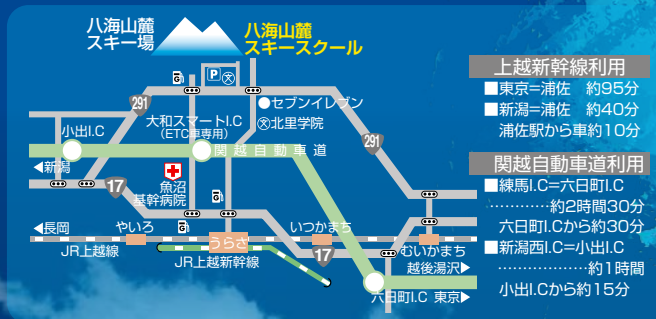 八海山麓
スキー場
八海山麓
スキースクール
G
P
文
291
セブンイレブン
大和スマートI.C
(ETC車専用)
文北里学院
小出I.C
291
関越自動車道
◀新潟
17
魚沼
基幹病院
G
◀長岡
やいろ
G
うらさ
いつかまち
むいかまち
JR上越線
JR上越新幹線
17
越後湯沢▶
六日町I.C 東京▶
上越新幹線利用
■東京=浦佐 約95分
■新潟=浦佐 約40分
浦佐駅から車約10分
関越自動車道利用
■練馬I.C=六日町I.C
…………約2時間30分
六日町I.Cから約30分
■新潟西I.C=小出I.C
………………約1時間
小出I.Cから約15分